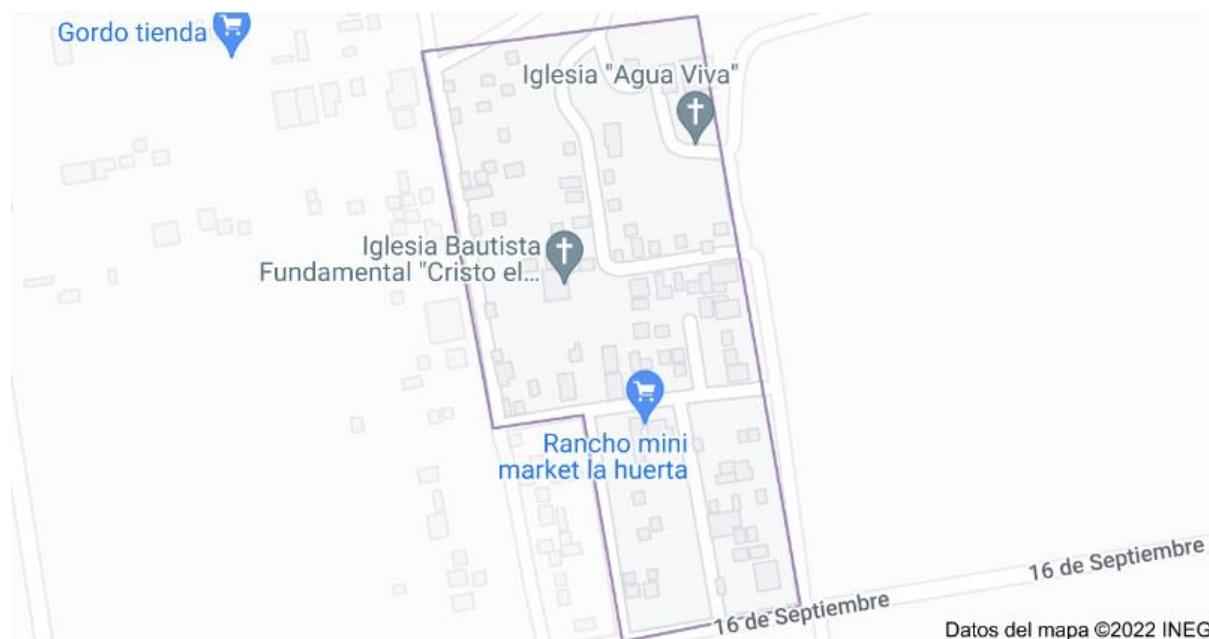 Gordo tienda
Iglesia "Agua Viva"
Iglesia Bautista
Fundamental "Cristo el...
Rancho mini
market la huerta
16 de Septiembre
16 de Septiembre
Datos del mapa ©2022 INEG